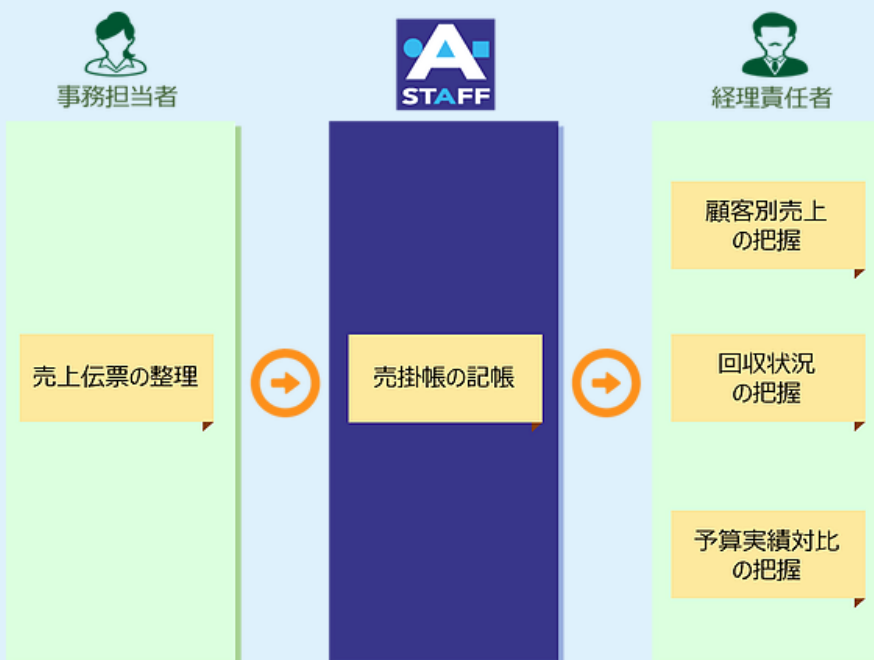 事務担当者
A
STAFF
経理責任者
売上伝票の整理
売掛帳の記帳
顧客別売上
の把握
回収状況
の把握
予算実績対比
の把握